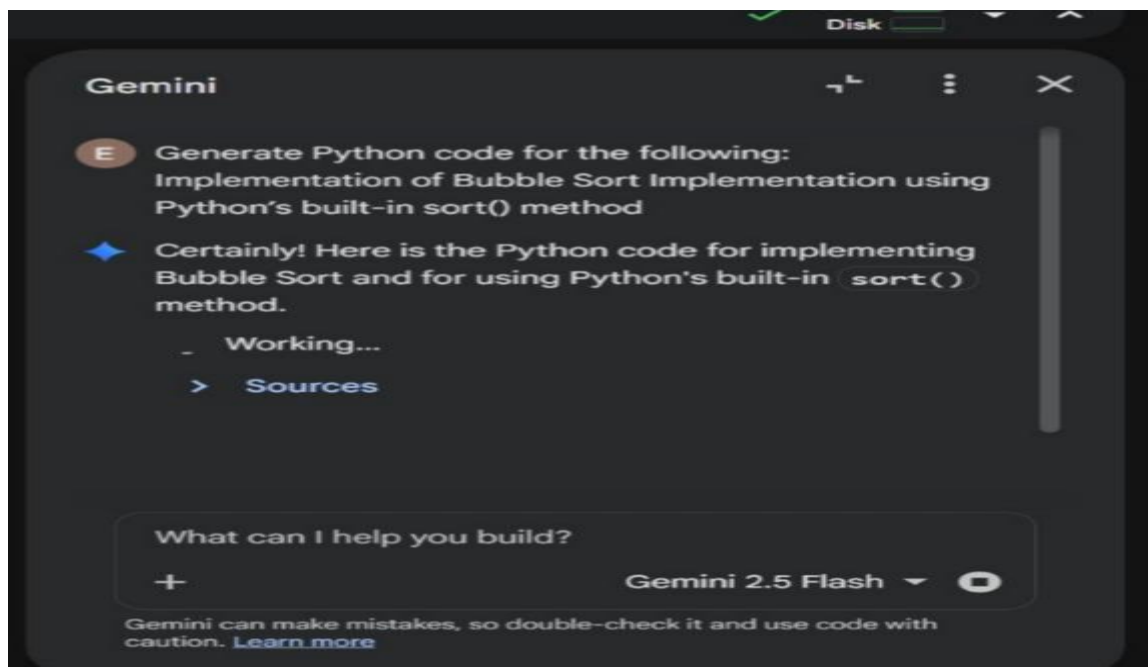 Disk
Gemini
E
Generate Python code for the following:
Implementation of Bubble Sort Implementation using
Python's built-in sort() method
Certainly! Here is the Python code for implementing
Bubble Sort and for using Python's built-in sort()
method.
Working...
> Sources
What can I help you build?
Gemini 2.5 Flash
Gemini can make mistakes, so double-check it and use code with
caution. Learn more